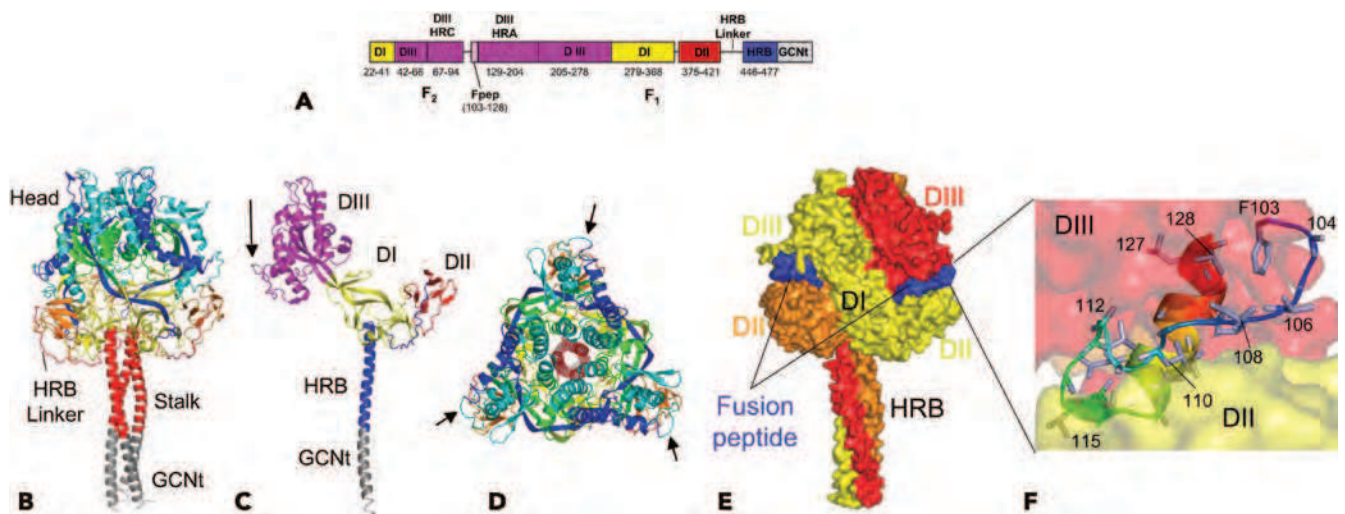 DIII
HRC
DIII
HRA
HRB
Linker
DI DIII D III DI DII HRB GCNt
22-41 42-66 67-94 129-204 205-278 279-368 375-421 446-477
A F2 Fpep F1
(103-128)
Head
HRB
Linker
Stalk
GCNt
B
DIII
DI
DII
HRB
GCNt
C
D
DIII
DIII
DI
DII
DII
Fusion
peptide
HRB
E
DIII
128
F103
104
127
112
106
108
110
DII
115
F